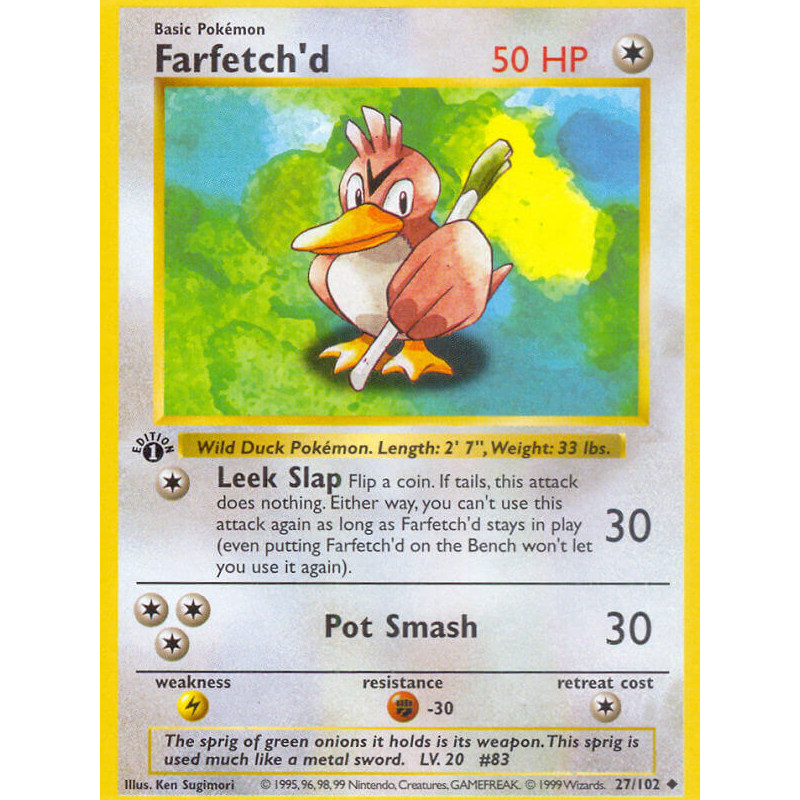 Basic Pokémon
Farfetch'd
50 HP
Wild Duck Pokémon. Length: 2' 7", Weight: 33 lbs.
EDITION
1
Leek Slap Flip a coin. If tails, this attack
does nothing. Either way, you can't use this
attack again as long as Farfetch'd stays in play
(even putting Farfetch'd on the Bench won't let
you use it again).
30
Pot Smash
30
weakness
resistance
retreat cost
-30
The sprig of green onions it holds is its weapon. This sprig is
used much like a metal sword. LV. 20 #83
Illus. Ken Sugimori
© 1995, 96, 98, 99 Nintendo, Creatures, GAMEFREAK. © 1999 Wizards.
27/102